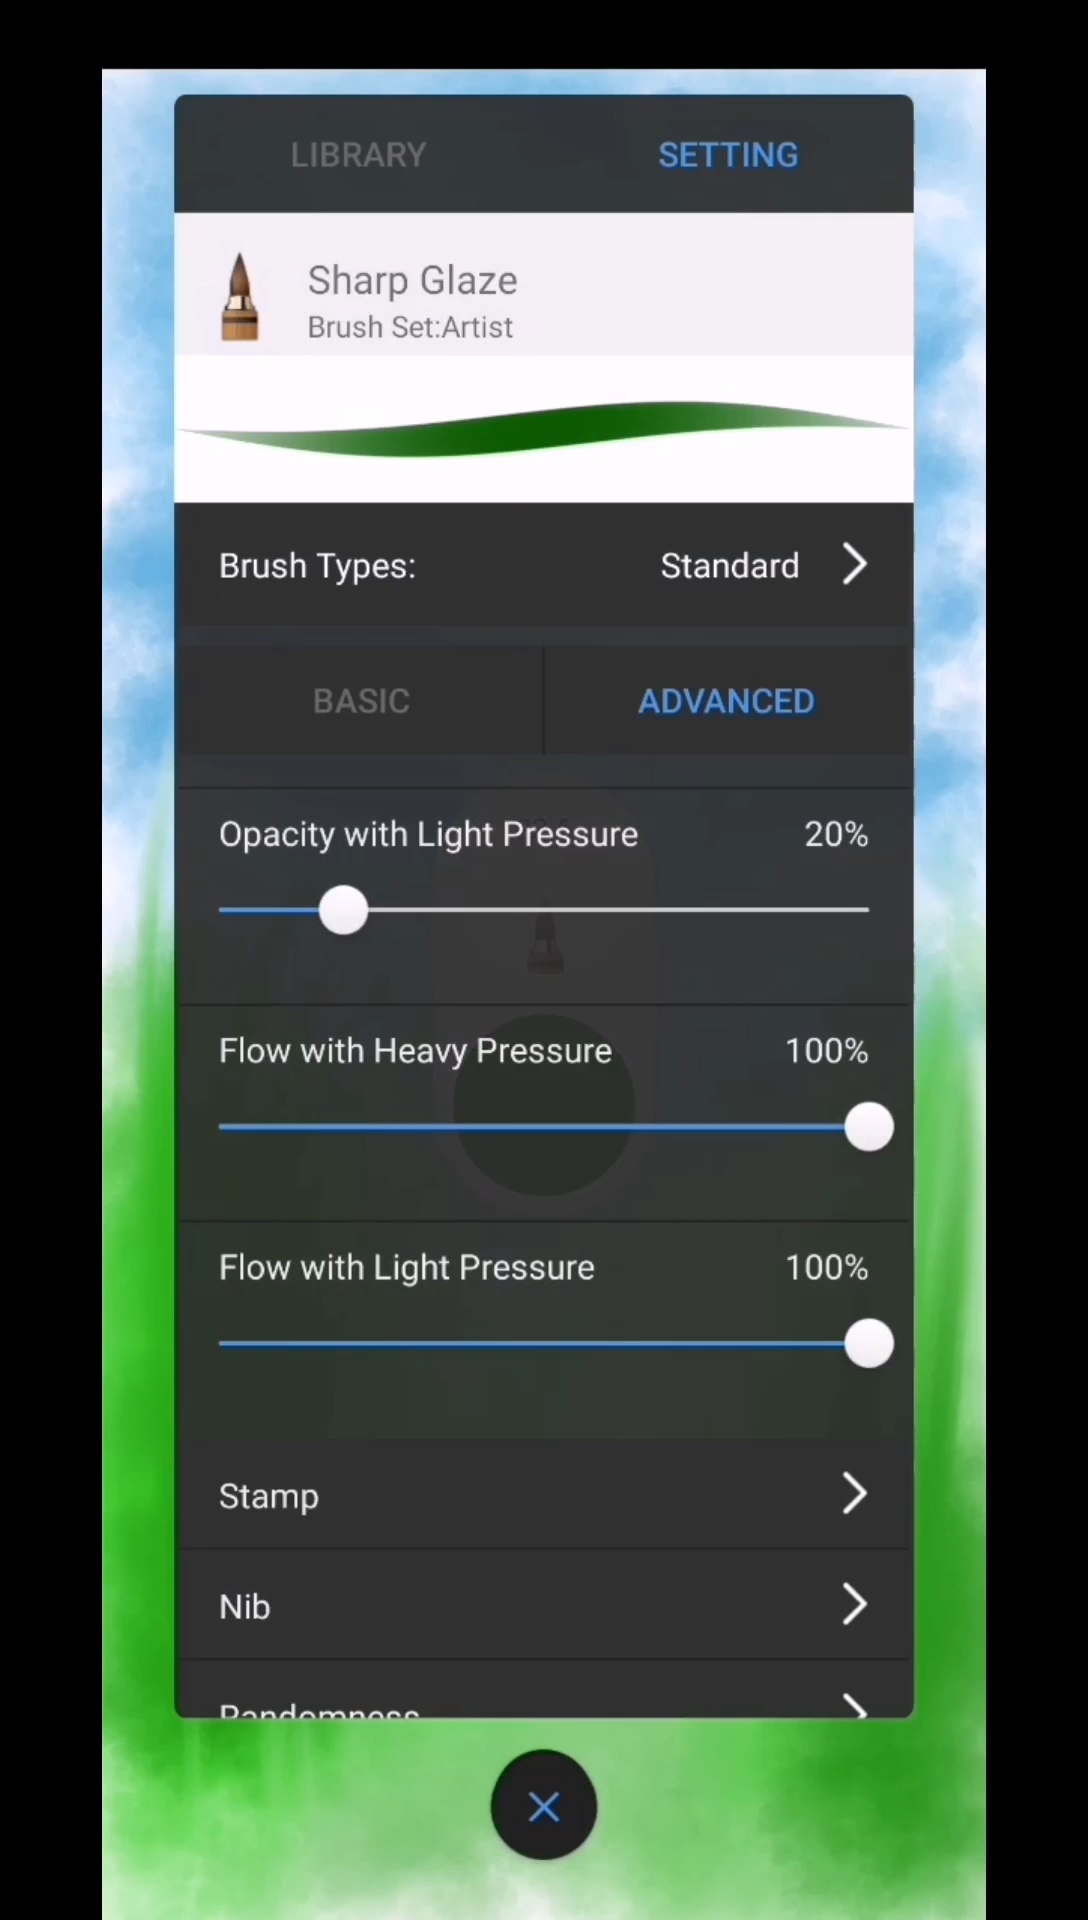 LIBRARY SETTING
Sharp Glaze
Brush Set:Artist
Brush Types: Standard
BASIC ADVANCED
Opacity with Light Pressure 20%
Flow with Heavy Pressure 100%
Flow with Light Pressure 100%
Stamp
Nib
Randomness